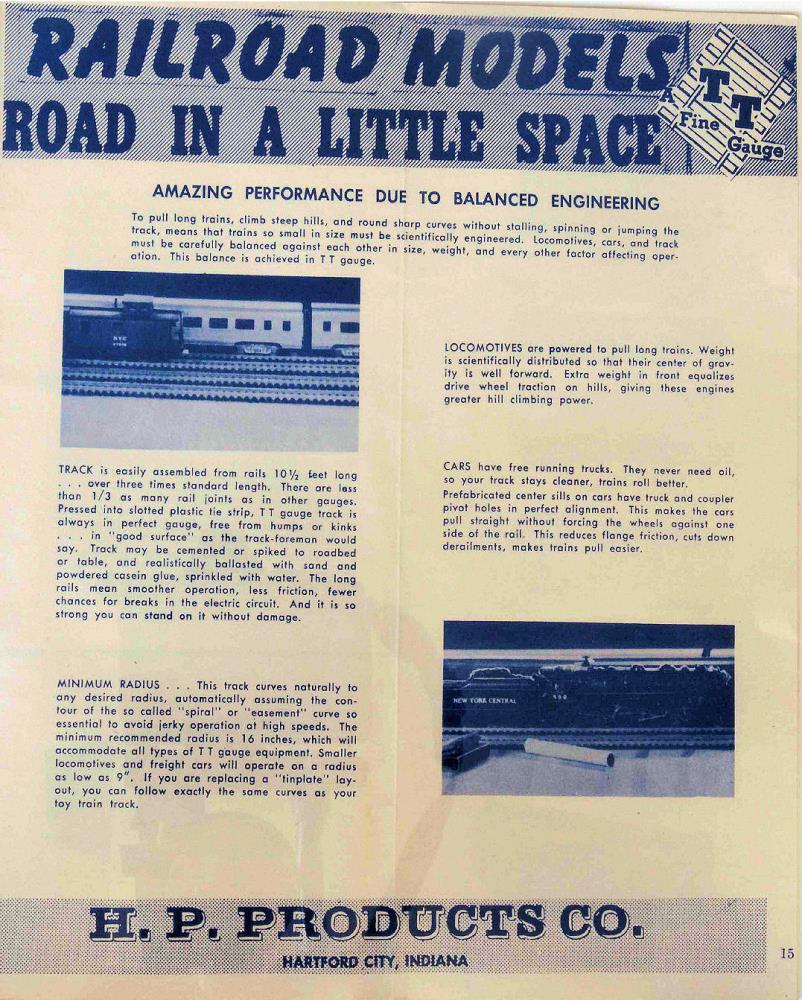 RAILROAD MODELS
ROAD IN A LITTLE SPACE
A
TT
Fine
Gauge
AMAZING PERFORMANCE DUE TO BALANCED ENGINEERING
To pull long trains, climb steep hills, and round sharp curves without stalling, spinning or jumping the
track, means that trains so small in size must be scientifically engineered. Locomotives, cars, and track
must be carefully balanced against each other in size, weight, and every other factor affecting oper-
ation. This balance is achieved in T T gauge.
NYC
TRACK is easily assembled from rails 10½ feet long
. . . over three times standard length. There are less
than 1/3 as many rail joints as in other gauges.
Pressed into slotted plastic tie strip, T T gauge track is
always in perfect gauge, free from humps or kinks
. . . in "good surface" as the track-foreman would
say. Track may be cemented or spiked to roadbed
or table, and realistically ballasted with sand and
powdered casein glue, sprinkled with water. The long
rails mean smoother operation, less friction, fewer
chances for breaks in the electric circuit. And it is so
strong you can stand on it without damage.
MINIMUM RADIUS . . . This track curves naturally to
any desired radius, automatically assuming the con-
tour of the so called "spiral" or "easement" curve so
essential to avoid jerky operation at high speeds. The
minimum recommended radius is 16 inches, which will
accommodate all types of T T gauge equipment. Smaller
locomotives and freight cars will operate on a radius
as low as 9". If you are replacing a "tinplate" lay-
out, you can follow exactly the same curves as your
toy train track.
LOCOMOTIVES are powered to pull long trains. Weight
is scientifically distributed so that their center of grav-
ity is well forward. Extra weight in front equalizes
drive wheel traction on hills, giving these engines
greater hill climbing power.
CARS have free running trucks. They never need oil,
so your track stays cleaner, trains roll better.
Prefabricated center sills on cars have truck and coupler
pivot holes in perfect alignment. This makes the cars
pull straight without forcing the wheels against one
side of the rail. This reduces flange friction, cuts down
derailments, makes trains pull easier.
NEW YORK CENTRAL
H. P. PRODUCTS CO.
HARTFORD CITY, INDIANA
15